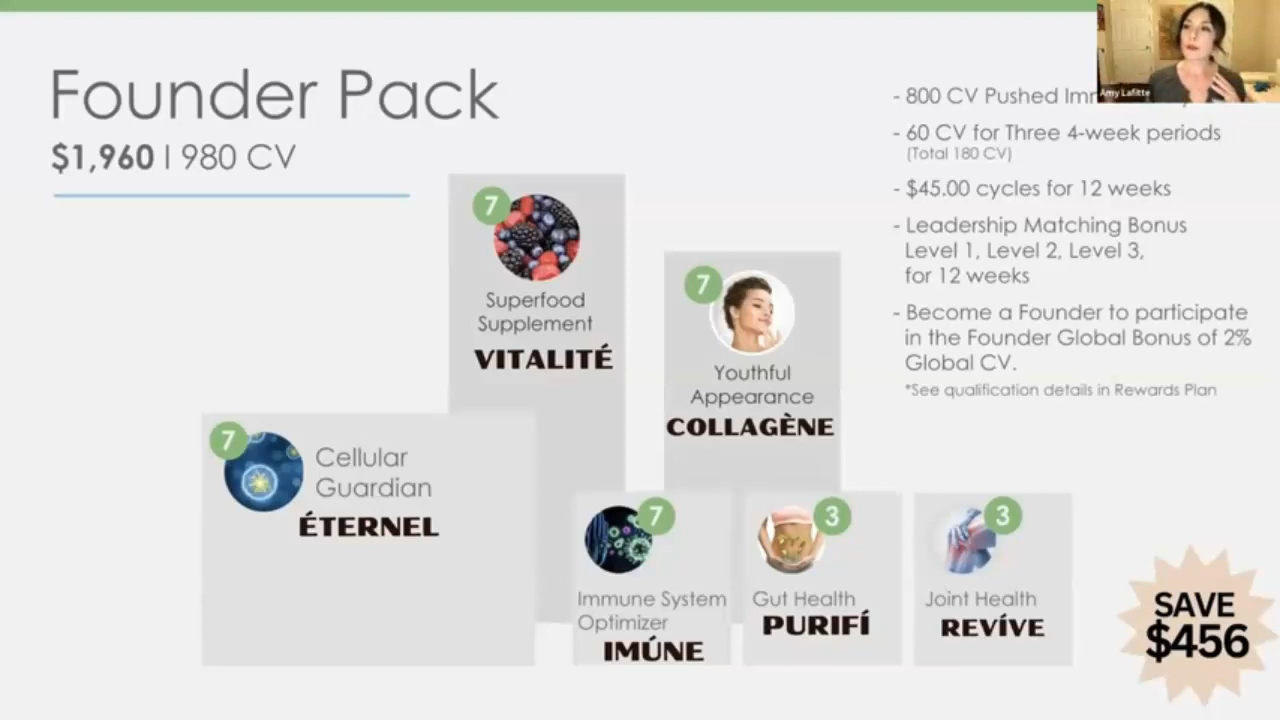 Founder Pack
$1,960 | 980 CV
7
Superfood
Supplement
VITALITÉ
7
Youthful
Appearance
COLLAGÈNE
7
Cellular
Guardian
ÉTERNEL
7
Immune System
Optimizer
IMÚNE
3
Gut Health
PURIFÍ
3
Joint Health
REVÍVE
- 800 CV Pushed
- 60 CV for Three 4-week periods
(Total 180 CV)
- $45.00 cycles for 12 weeks
- Leadership Matching Bonus
Level 1, Level 2, Level 3,
for 12 weeks
- Become a Founder to participate
in the Founder Global Bonus of 2%
Global CV.
*See qualification details in Rewards Plan
SAVE
$456
Amy Lafitte